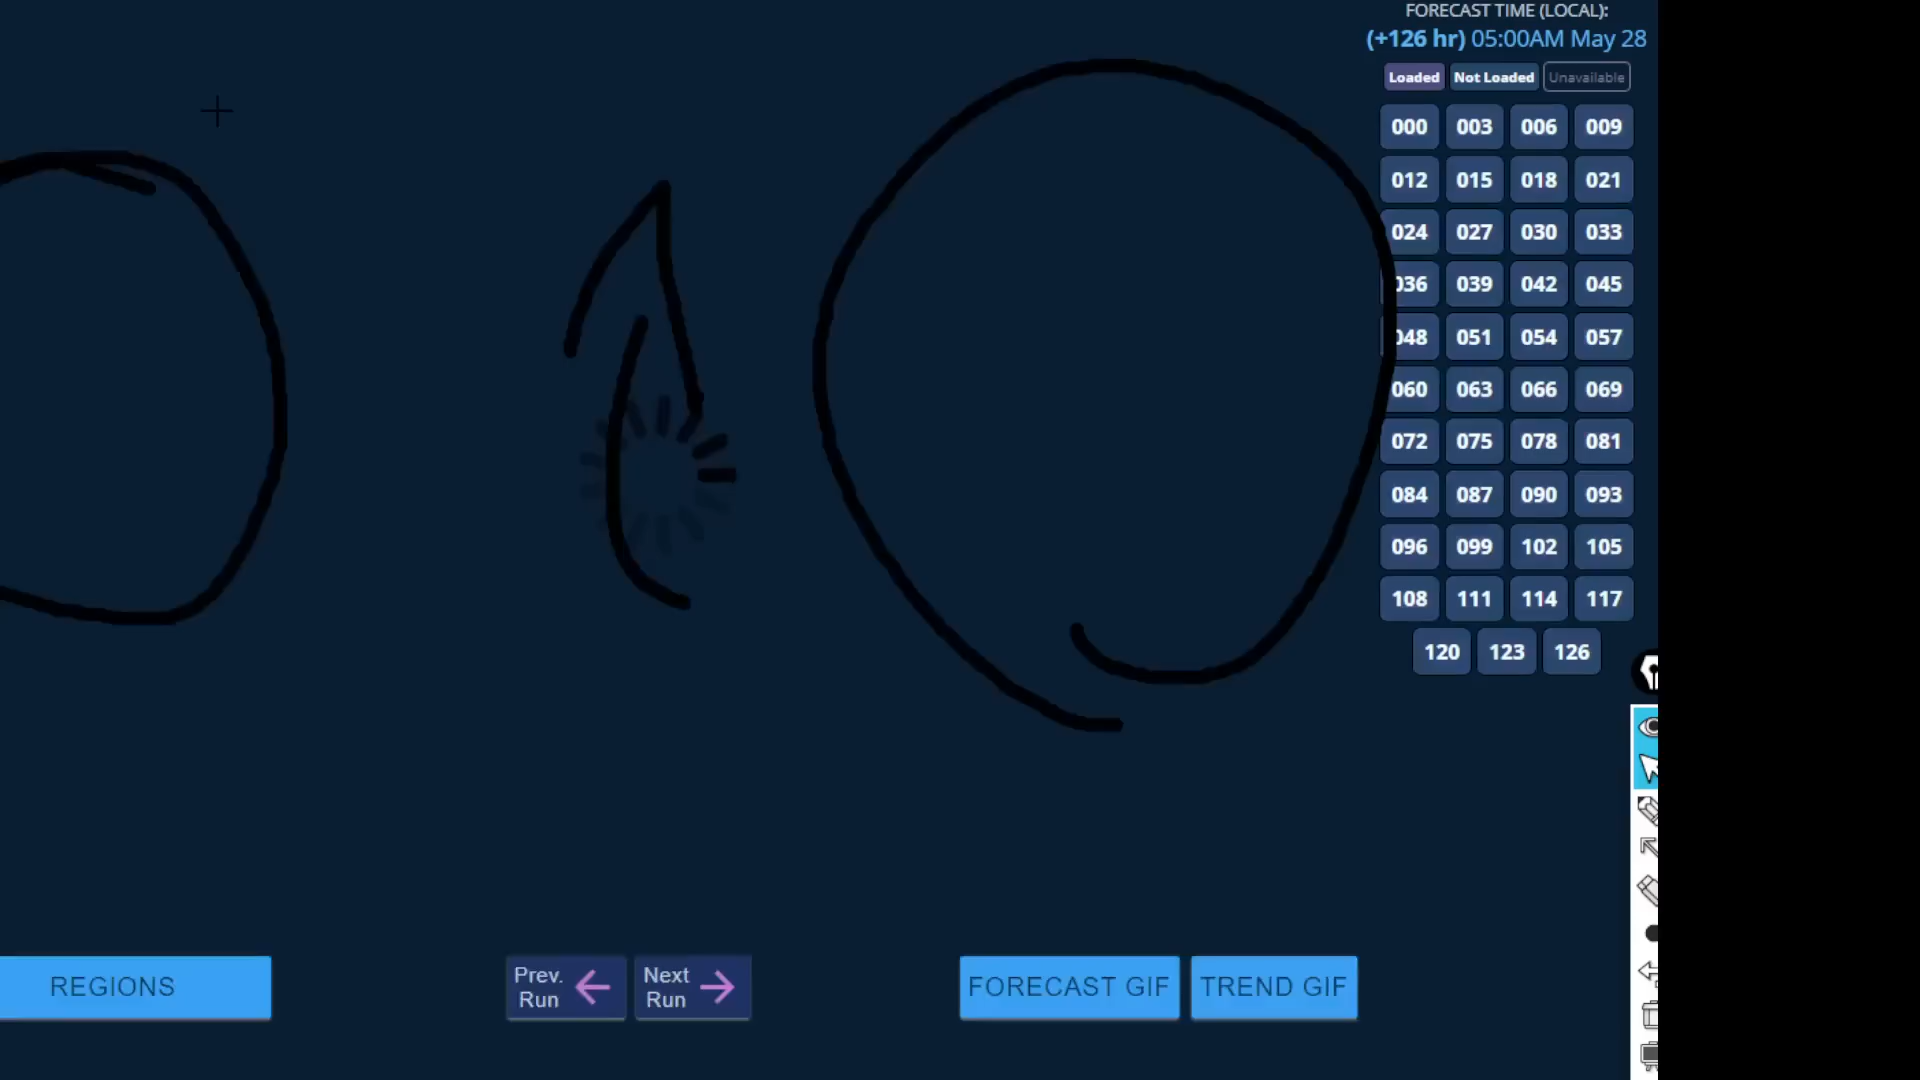 FORECAST TIME (LOCAL):
(+126 hr) 05:00AM May 28
Loaded Not Loaded Unavailable
000 003 006 009
012 015 018 021
024 027 030 033
036 039 042 045
048 051 054 057
060 063 066 069
072 075 078 081
084 087 090 093
096 099 102 105
108 111 114 117
120 123 126
REGIONS
Prev.
Run
Next
Run
FORECAST GIF
TREND GIF